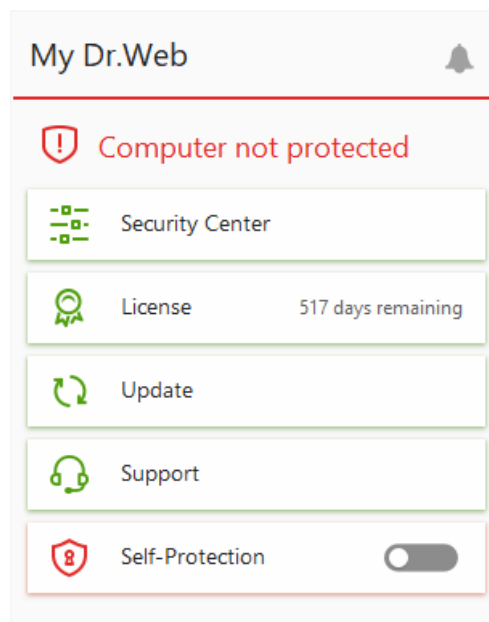 My Dr.Web
Computer not protected
Security Center
License 517 days remaining
Update
Support
Self-Protection